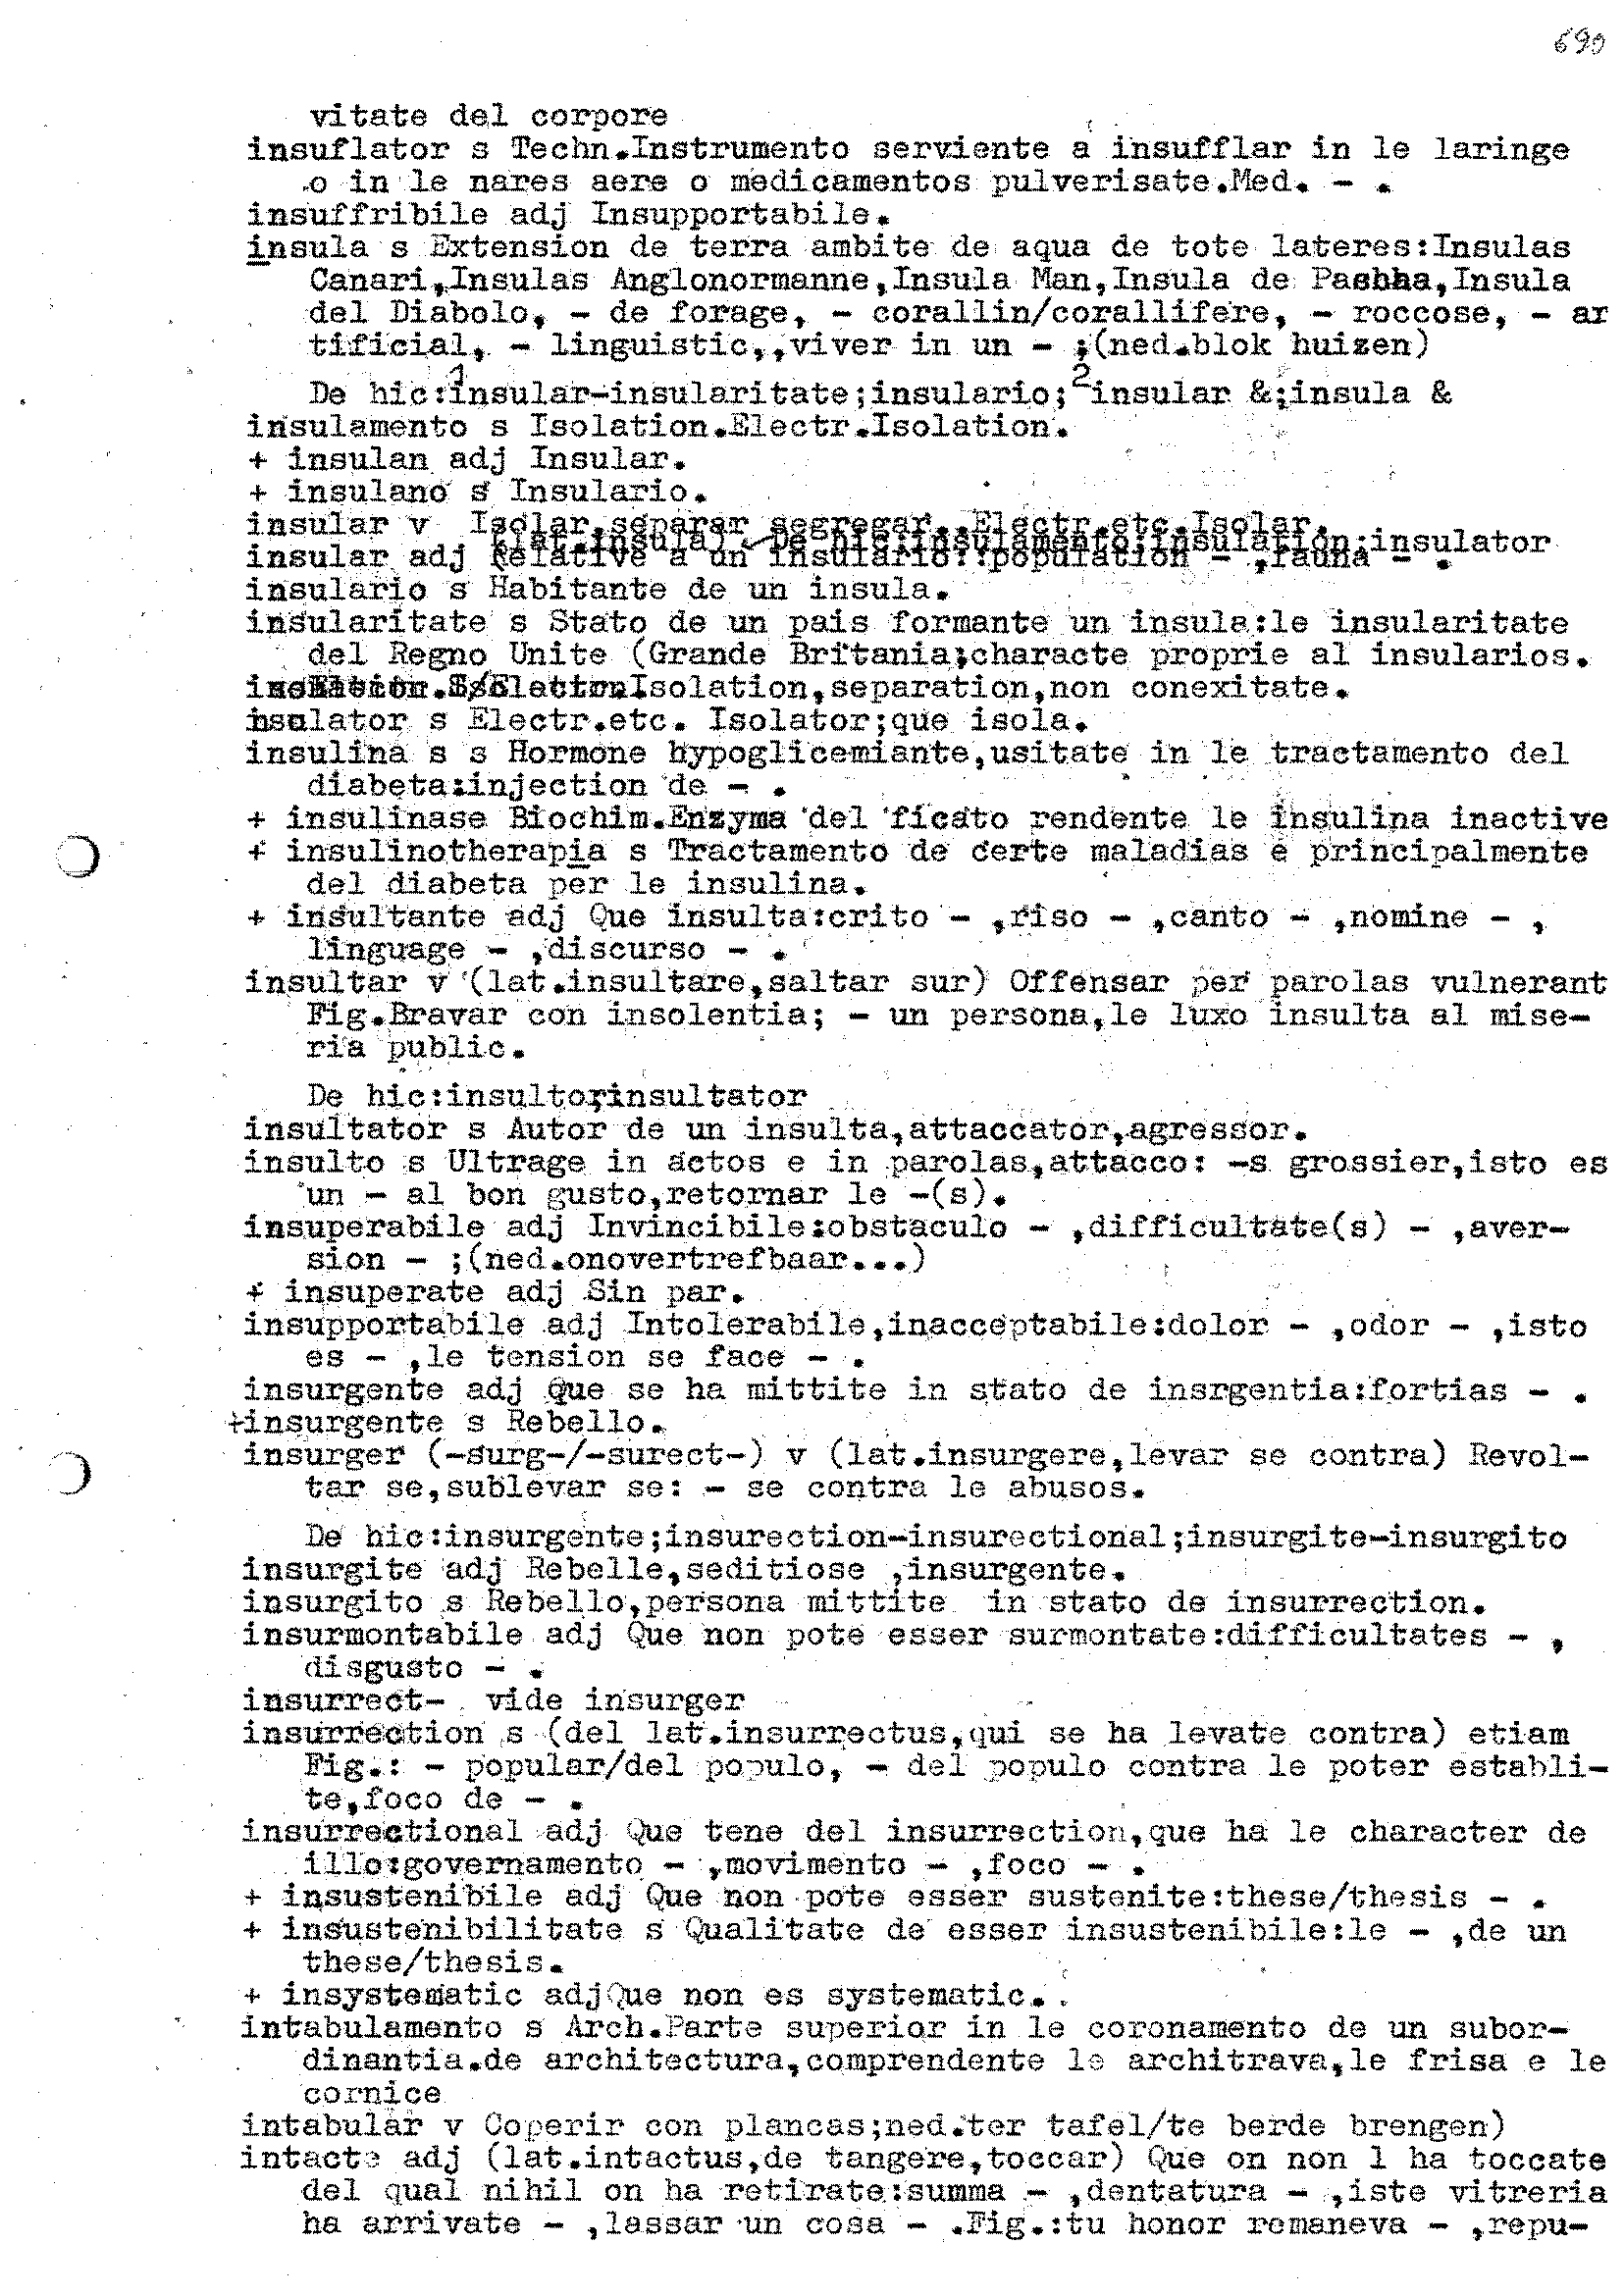 690
vitate del corpore
insuflator s Techn.Instrumento serviente a insufflar in le laringe
o in le nares aere o medicamentos pulverisate.Med. - .
insuffribile adj Insupportabile.
insula s Extension de terra ambite de aqua de tote lateres:Insulas
Canari,Insulas Anglonormanne,Insula Man,Insula de Pascha,Insula
del Diabolo, - de forage, - corallin/corallifere, - roccose, - ar
tificial, - linguistic,,viver in un - ;(ned.blok huizen)
De hic:1insular-insularitate;insulario;2insular &;insula &
insulamento s Isolation.Electr.Isolation.
+ insulan adj Insular.
+ insulano s Insulario.
insular v Isolar,separar segregar..Electr.etc.Isolar.
(lat.insula) De hic:insulamento;insulation;insulator
insular adj Relative a un insulario::population - ,fauna - .
insulario s Habitante de un insula.
insularitate s Stato de un pais formante un insula:le insularitate
del Regno Unite (Grande Britania;characte proprie al insularios.
Isolation,separation,non conexitate.
insulator s Electr.etc. Isolator;que isola.
insulina s s Hormone hypoglicemiante,usitate in le tractamento del
diabeta:injection de - .
+ insulinase Biochim.Enzyma del ficato rendente le insulina inactive
+ insulinotherapia s Tractamento de certe maladias e principalmente
del diabeta per le insulina.
+ insultante adj Que insulta:crito - ,riso - ,canto - ,nomine - ,
linguage - ,discurso - .
insultar v (lat.insultare,saltar sur) Offensar per parolas vulnerant
Fig.Bravar con insolentia; - un persona,le luxo insulta al mise-
ria public.
De hic:insulto;insultator
insultator s Autor de un insulta,attaccator,agressor.
insulto s Ultrage in actos e in parolas,attacco: -s grossier,isto es
un - al bon gusto,retornar le -(s).
insuperabile adj Invincibile:obstaculo - ,difficultate(s) - ,aver-
sion - ;(ned.onovertrefbaar...)
+ insuperate adj Sin par.
insupportabile adj Intolerabile,inacceptabile:dolor - ,odor - ,isto
es - ,le tension se face - .
insurgente adj Que se ha mittite in stato de insrgentia:fortias - .
+insurgente s Rebello.
insurger (-surg-/-surect-) v (lat.insurgere,levar se contra) Revol-
tar se,sublevar se: - se contra le abusos.
De hic:insurgente;insurection-insurectional;insurgite-insurgito
insurgite adj Rebelle,seditiose ,insurgente.
insurgito s Rebello,persona mittite in stato de insurrection.
insurmontabile adj Que non pote esser surmontate:difficultates - ,
disgusto - .
insurrect- vide insurger
insurrection s (del lat.insurrectus,qui se ha levate contra) etiam
Fig.: - popular/del populo, - del populo contra le poter establi-
te,foco de - .
insurrectional adj Que tene del insurrection,que ha le character de
illo:governamento - ,movimento - ,foco - .
+ insustenibile adj Que non pote esser sustenite:these/thesis - .
+ insustenibilitate s Qualitate de esser insustenibile:le - ,de un
these/thesis.
+ insystematic adjQue non es systematic..
intabulamento s Arch.Parte superior in le coronamento de un subor-
dinantia.de architectura,comprendente le architrava,le frisa e le
cornice
intabular v Coperir con plancas;ned.ter tafel/te berde brengen)
intacte adj (lat.intactus,de tangere,toccar) Que on non l ha toccate
del qual nihil on ha retirate:summa - ,dentatura - ,iste vitreria
ha arrivate - ,lassar un cosa - .Fig.:tu honor remaneva - ,repu-